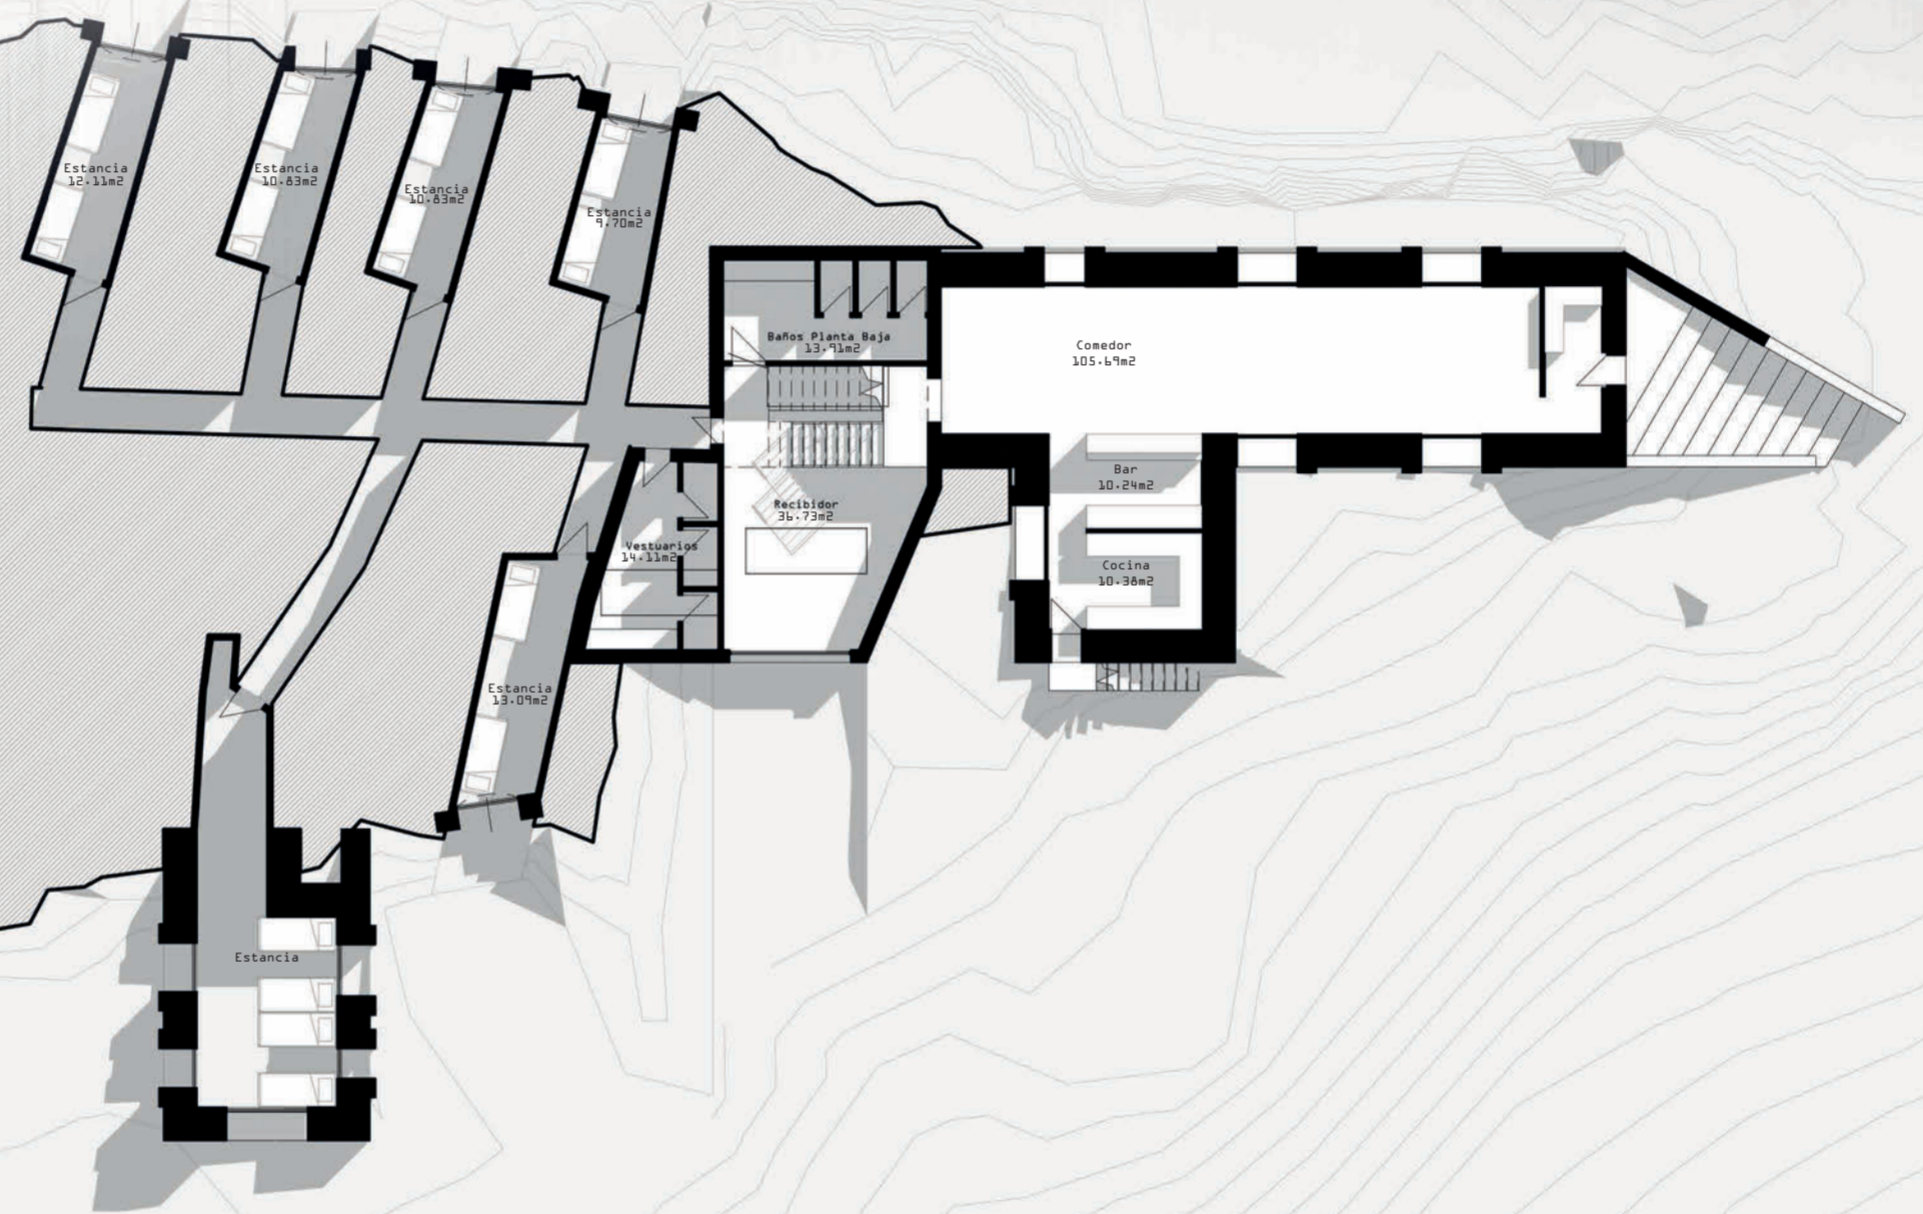 Estancia
12.11m2
Estancia
10.83m2
Estancia
10.83m2
Estancia
9.70m2
Baños Planta Baja
13.91m2
Comedor
105.69m2
Bar
10.24m2
Recibidor
36.73m2
Vestuarios
14.11m2
Cocina
10.38m2
Estancia
13.09m2
Estancia